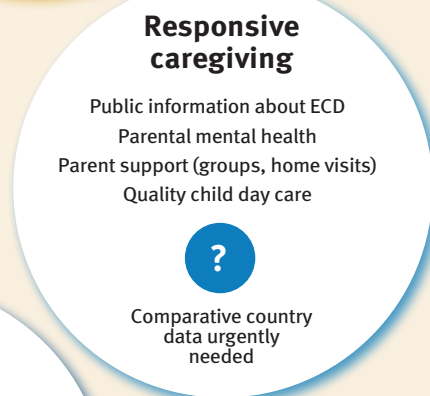 Responsive
caregiving
Public information about ECD
Parental mental health
Parent support (groups, home visits)
Quality child day care
?
Comparative country
data urgently
needed